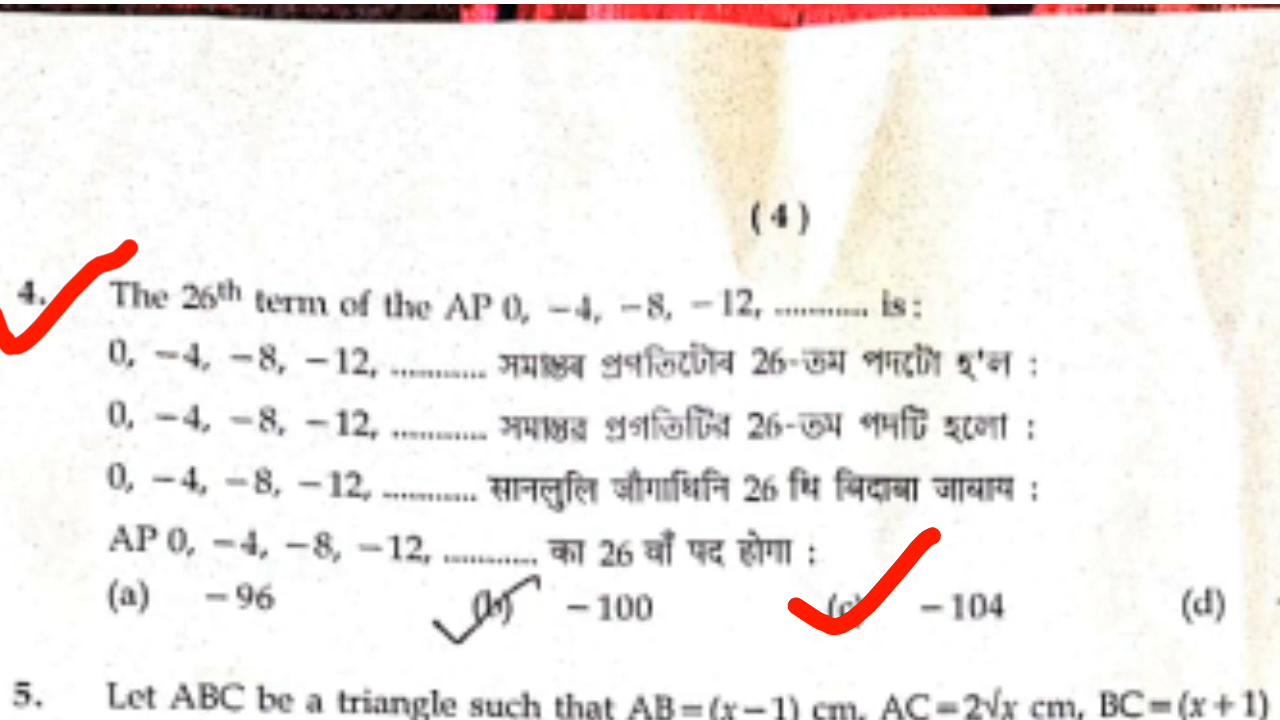 (4)
4. The 26th term of the AP 0, −4, −8, −12, ............ is :
0, −4, −8, −12, ............ সমান্তৰ প্ৰগতিটোৰ 26-তম পদটো হ'ল :
0, −4, −8, −12, ............ সমান্তর প্রগতিটির 26-তম পদটি হলো :
0, −4, −8, −12, ............ सानलुलि जौगाथिनि 26 थि बिदाबा जाबाय :
AP 0, −4, −8, −12, ............ का 26 वाँ पद होगा :
(a) −96 (b) −100 (c) −104 (d)
5. Let ABC be a triangle such that AB=(x−1) cm, AC=2√x cm, BC=(x+1)